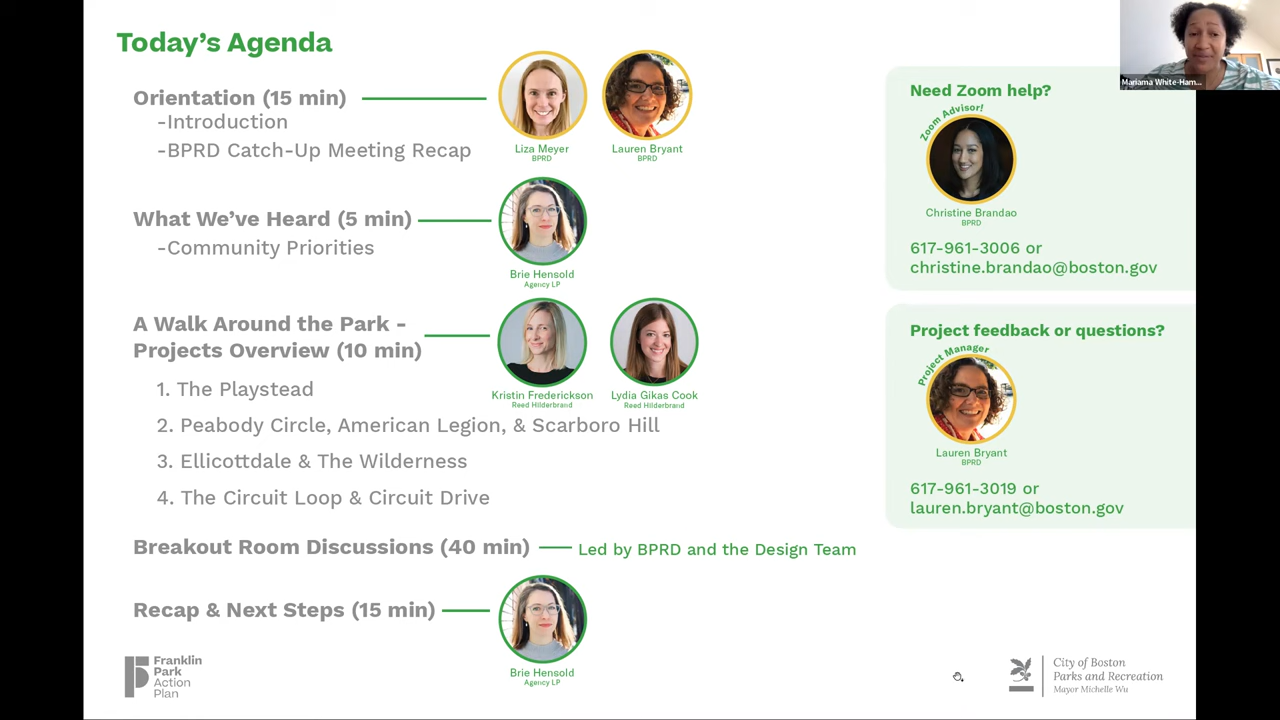 Today's Agenda
Orientation (15 min)
-Introduction
-BPRD Catch-Up Meeting Recap
Liza Meyer
BPRD
Lauren Bryant
BPRD
What We've Heard (5 min)
-Community Priorities
Brie Hensold
Agency LP
A Walk Around the Park -
Projects Overview (10 min)
Kristin Frederickson
Reed Hilderbrand
Lydia Gikas Cook
Reed Hilderbrand
1. The Playstead
2. Peabody Circle, American Legion, & Scarboro Hill
3. Ellicottdale & The Wilderness
4. The Circuit Loop & Circuit Drive
Breakout Room Discussions (40 min)
Led by BPRD and the Design Team
Recap & Next Steps (15 min)
Brie Hensold
Agency LP
Need Zoom help?
Zoom Advisor!
Christine Brandao
BPRD
617-961-3006 or
christine.brandao@boston.gov
Project feedback or questions?
Project Manager
Lauren Bryant
BPRD
617-961-3019 or
lauren.bryant@boston.gov
Mariama White-Ham...
Franklin
Park
Action
Plan
City of Boston
Parks and Recreation
Mayor Michelle Wu